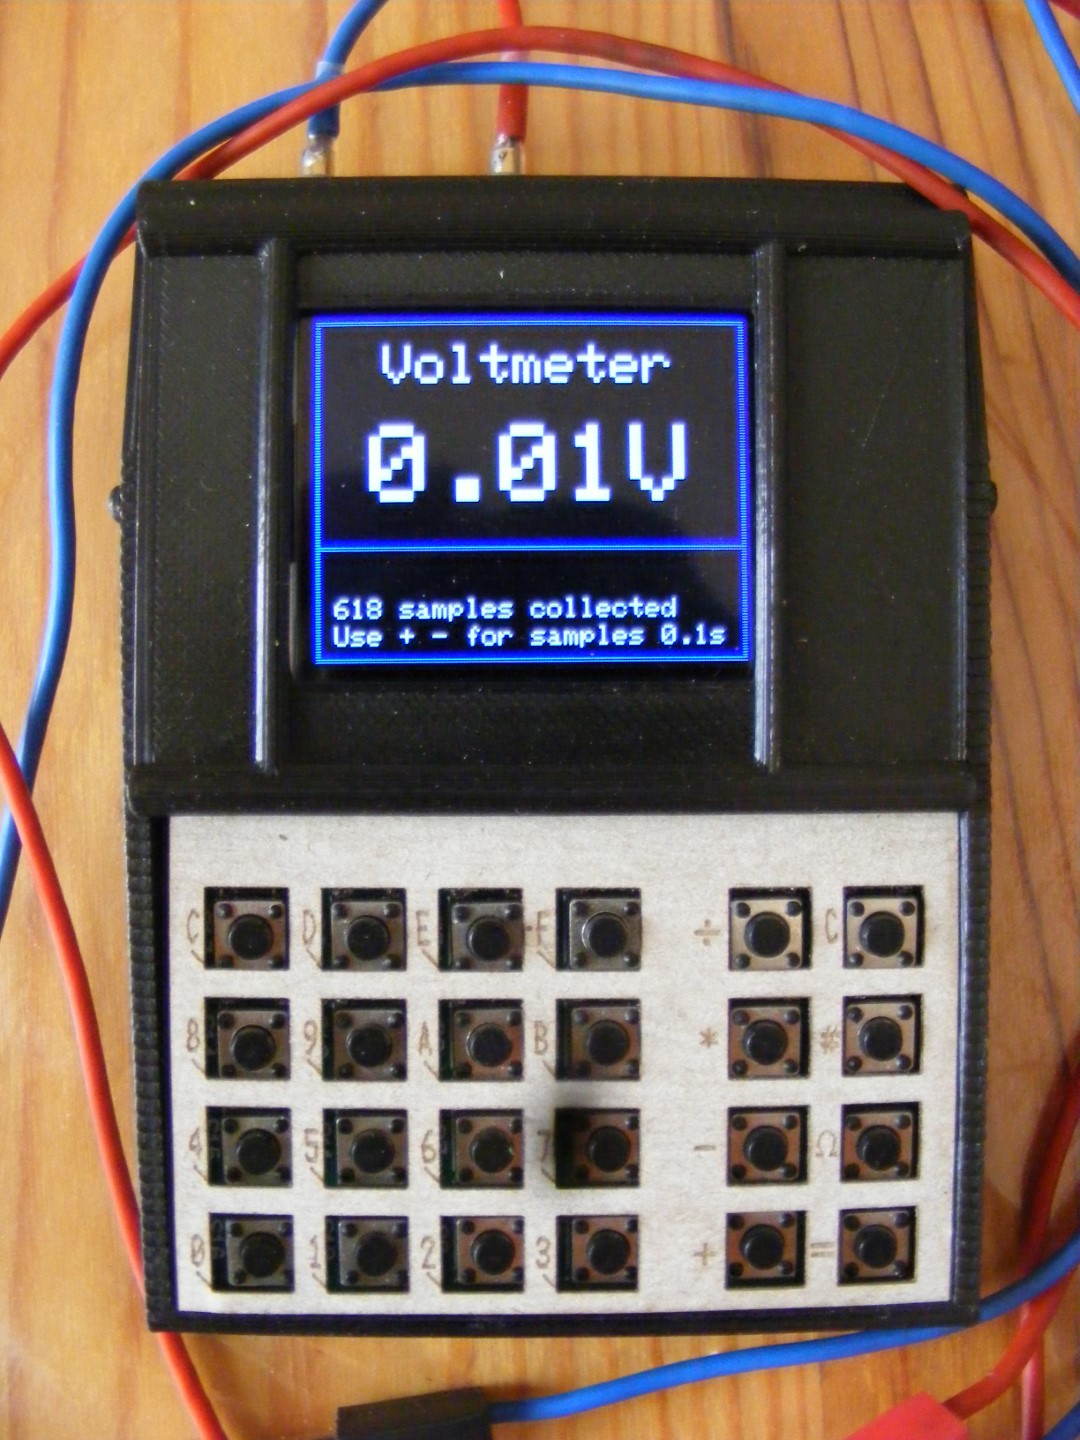 Voltmeter
0.01V
618 samples collected
Use + - for samples 0.1s
C D E F ÷ C
8 9 A B * #
4 5 6 7 - Ω
0 1 2 3 + =